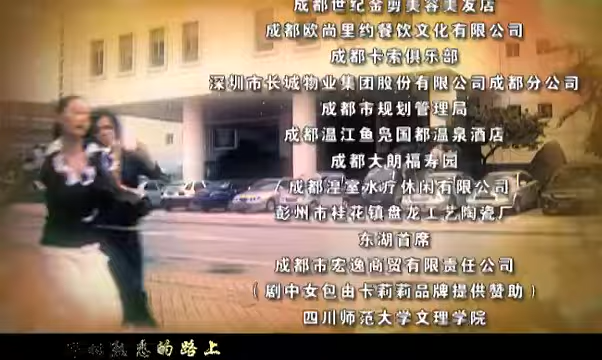 成都世纪金剪美容美发店
成都欧尚里约餐饮文化有限公司
成都卡索俱乐部
深圳市长城物业集团股份有限公司成都分公司
成都市规划管理局
成都温江鱼凫国都温泉酒店
成都大朗福寿园
成都湿室水疗休闲有限公司
彭州市桂花镇盘龙工艺陶瓷厂
东湖首席
成都市宏逸商贸有限责任公司
（剧中女包由卡莉莉品牌提供赞助）
四川师范大学文理学院
熟悉的路上